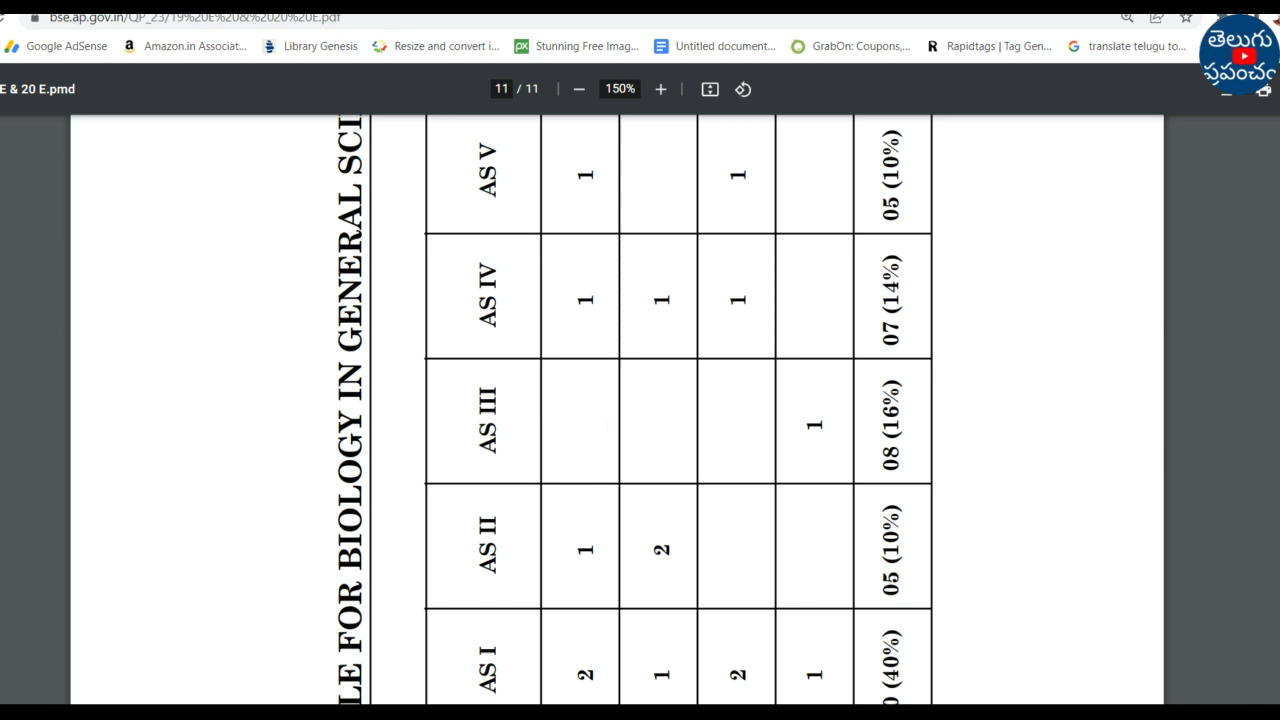 bse.ap.gov.in/QP_23/19%20E%20&%2020%20E.pdf
Google AdSense
Amazon.in Associat...
Library Genesis
Resize and convert i...
Stunning Free Imag...
Untitled document...
GrabOn: Coupons,...
Rapidtags | Tag Gen...
translate telugu to...
తెలుగు
ప్రపంచం
E & 20 E.pmd
11 / 11
150%
LE FOR BIOLOGY IN GENERAL SCI
AS I
AS II
AS III
AS IV
AS V
2 1 1 1
1 2 1
2 1 1
1 1
0 (40%)
05 (10%)
08 (16%)
07 (14%)
05 (10%)